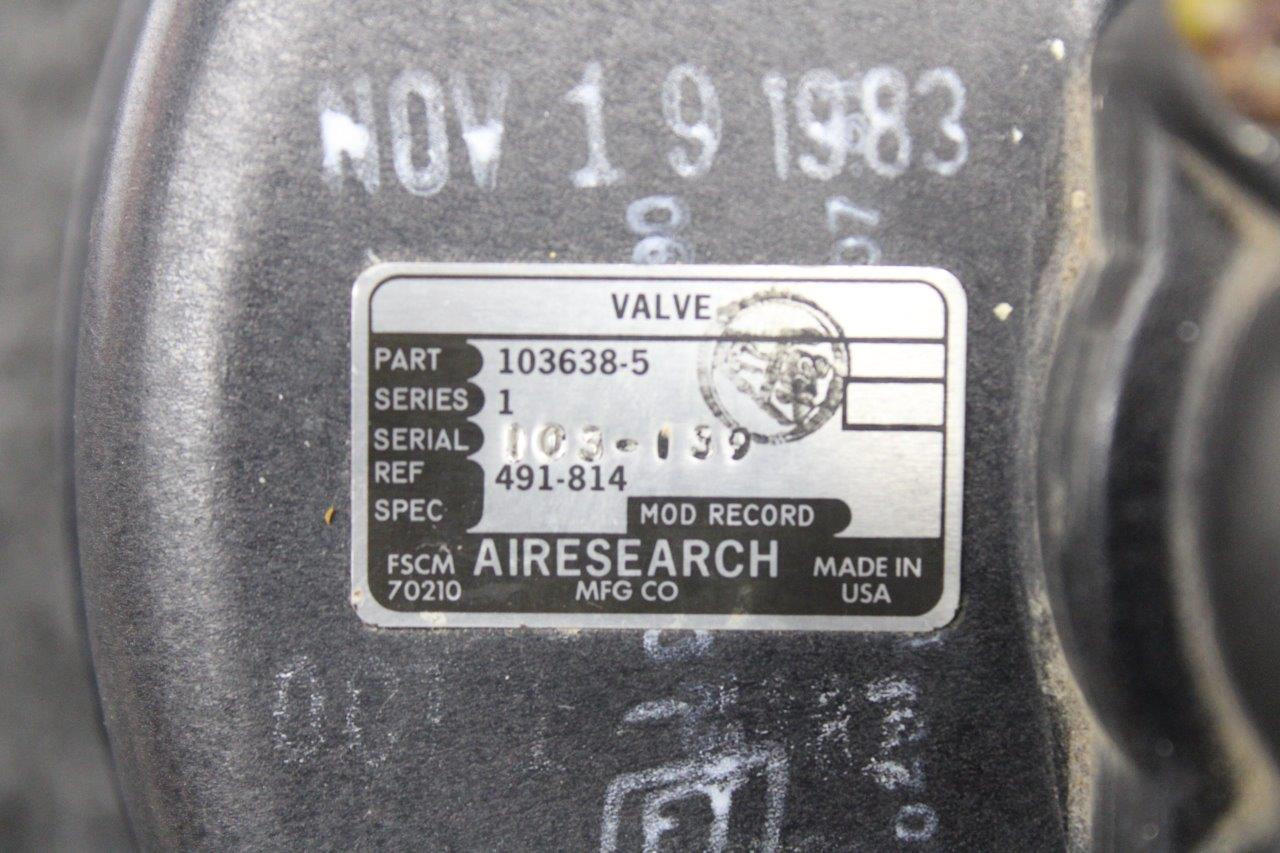 NOV 19 1983
VALVE
PART 103638-5
SERIES 1
SERIAL 103-139
REF 491-814
SPEC
MOD RECORD
FSCM 70210
AIRESEARCH
MFG CO
MADE IN USA